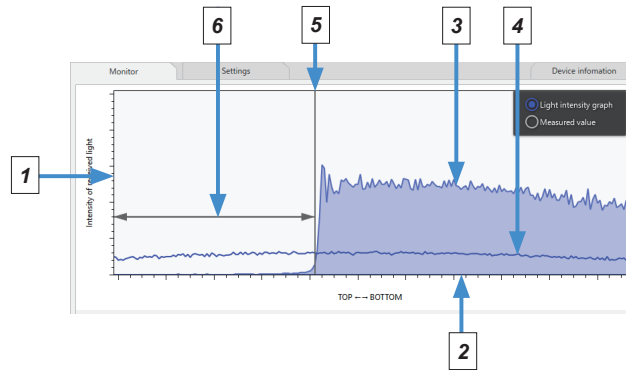 6
5
3
4
Monitor
Settings
Device infomation
Light intensity graph
Measured value
1
Intensity of received light
TOP ←→ BOTTOM
2